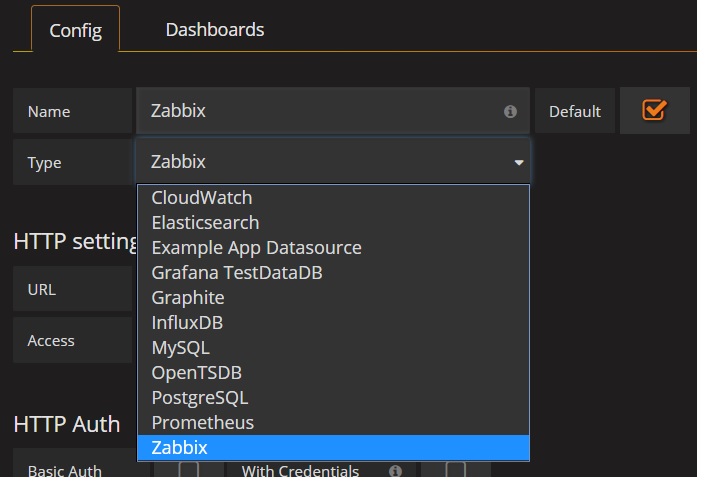 Config Dashboards
Name Zabbix Default
Type Zabbix
CloudWatch
Elasticsearch
Example App Datasource
HTTP setting
Grafana TestDataDB
URL
Graphite
InfluxDB
Access
MySQL
OpenTSDB
PostgreSQL
HTTP Auth
Prometheus
Zabbix
Basic Auth With Credentials